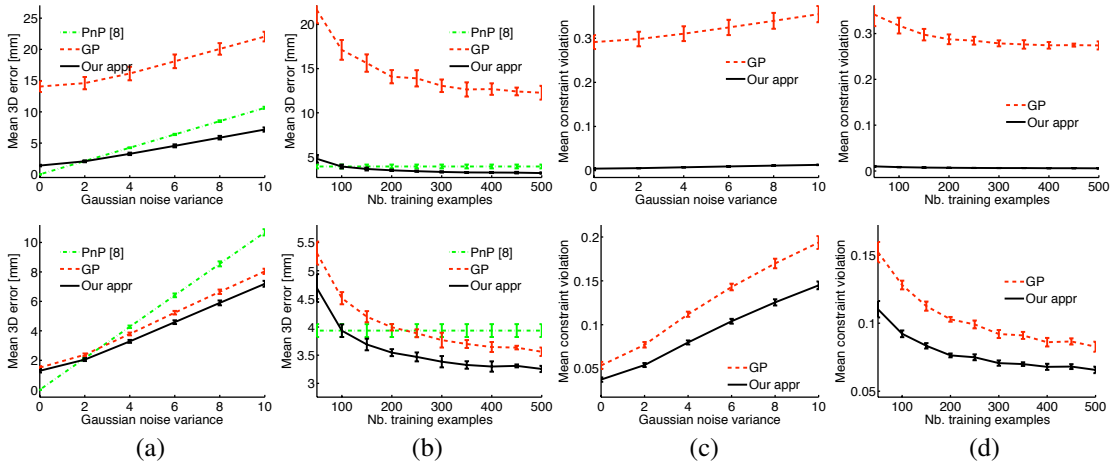 25
20
15
10
5
0
Mean 3D error [mm]
PnP [8]
GP
Our appr
0 2 4 6 8 10
Gaussian noise variance
20
15
10
5
Mean 3D error [mm]
PnP [8]
GP
Our appr
100 200 300 400 500
Nb. training examples
0.3
0.2
0.1
0
Mean constraint violation
GP
Our appr
0 2 4 6 8 10
Gaussian noise variance
0.3
0.2
0.1
0
Mean constraint violation
GP
Our appr
100 200 300 400 500
Nb. training examples
10
8
6
4
2
0
Mean 3D error [mm]
PnP [8]
GP
Our appr
0 2 4 6 8 10
Gaussian noise variance
5.5
5
4.5
4
3.5
3
Mean 3D error [mm]
PnP [8]
GP
Our appr
100 200 300 400 500
Nb. training examples
0.2
0.15
0.1
0.05
Mean constraint violation
GP
Our appr
0 2 4 6 8 10
Gaussian noise variance
0.15
0.1
0.05
Mean constraint violation
GP
Our appr
100 200 300 400 500
Nb. training examples
(a)
(b)
(c)
(d)